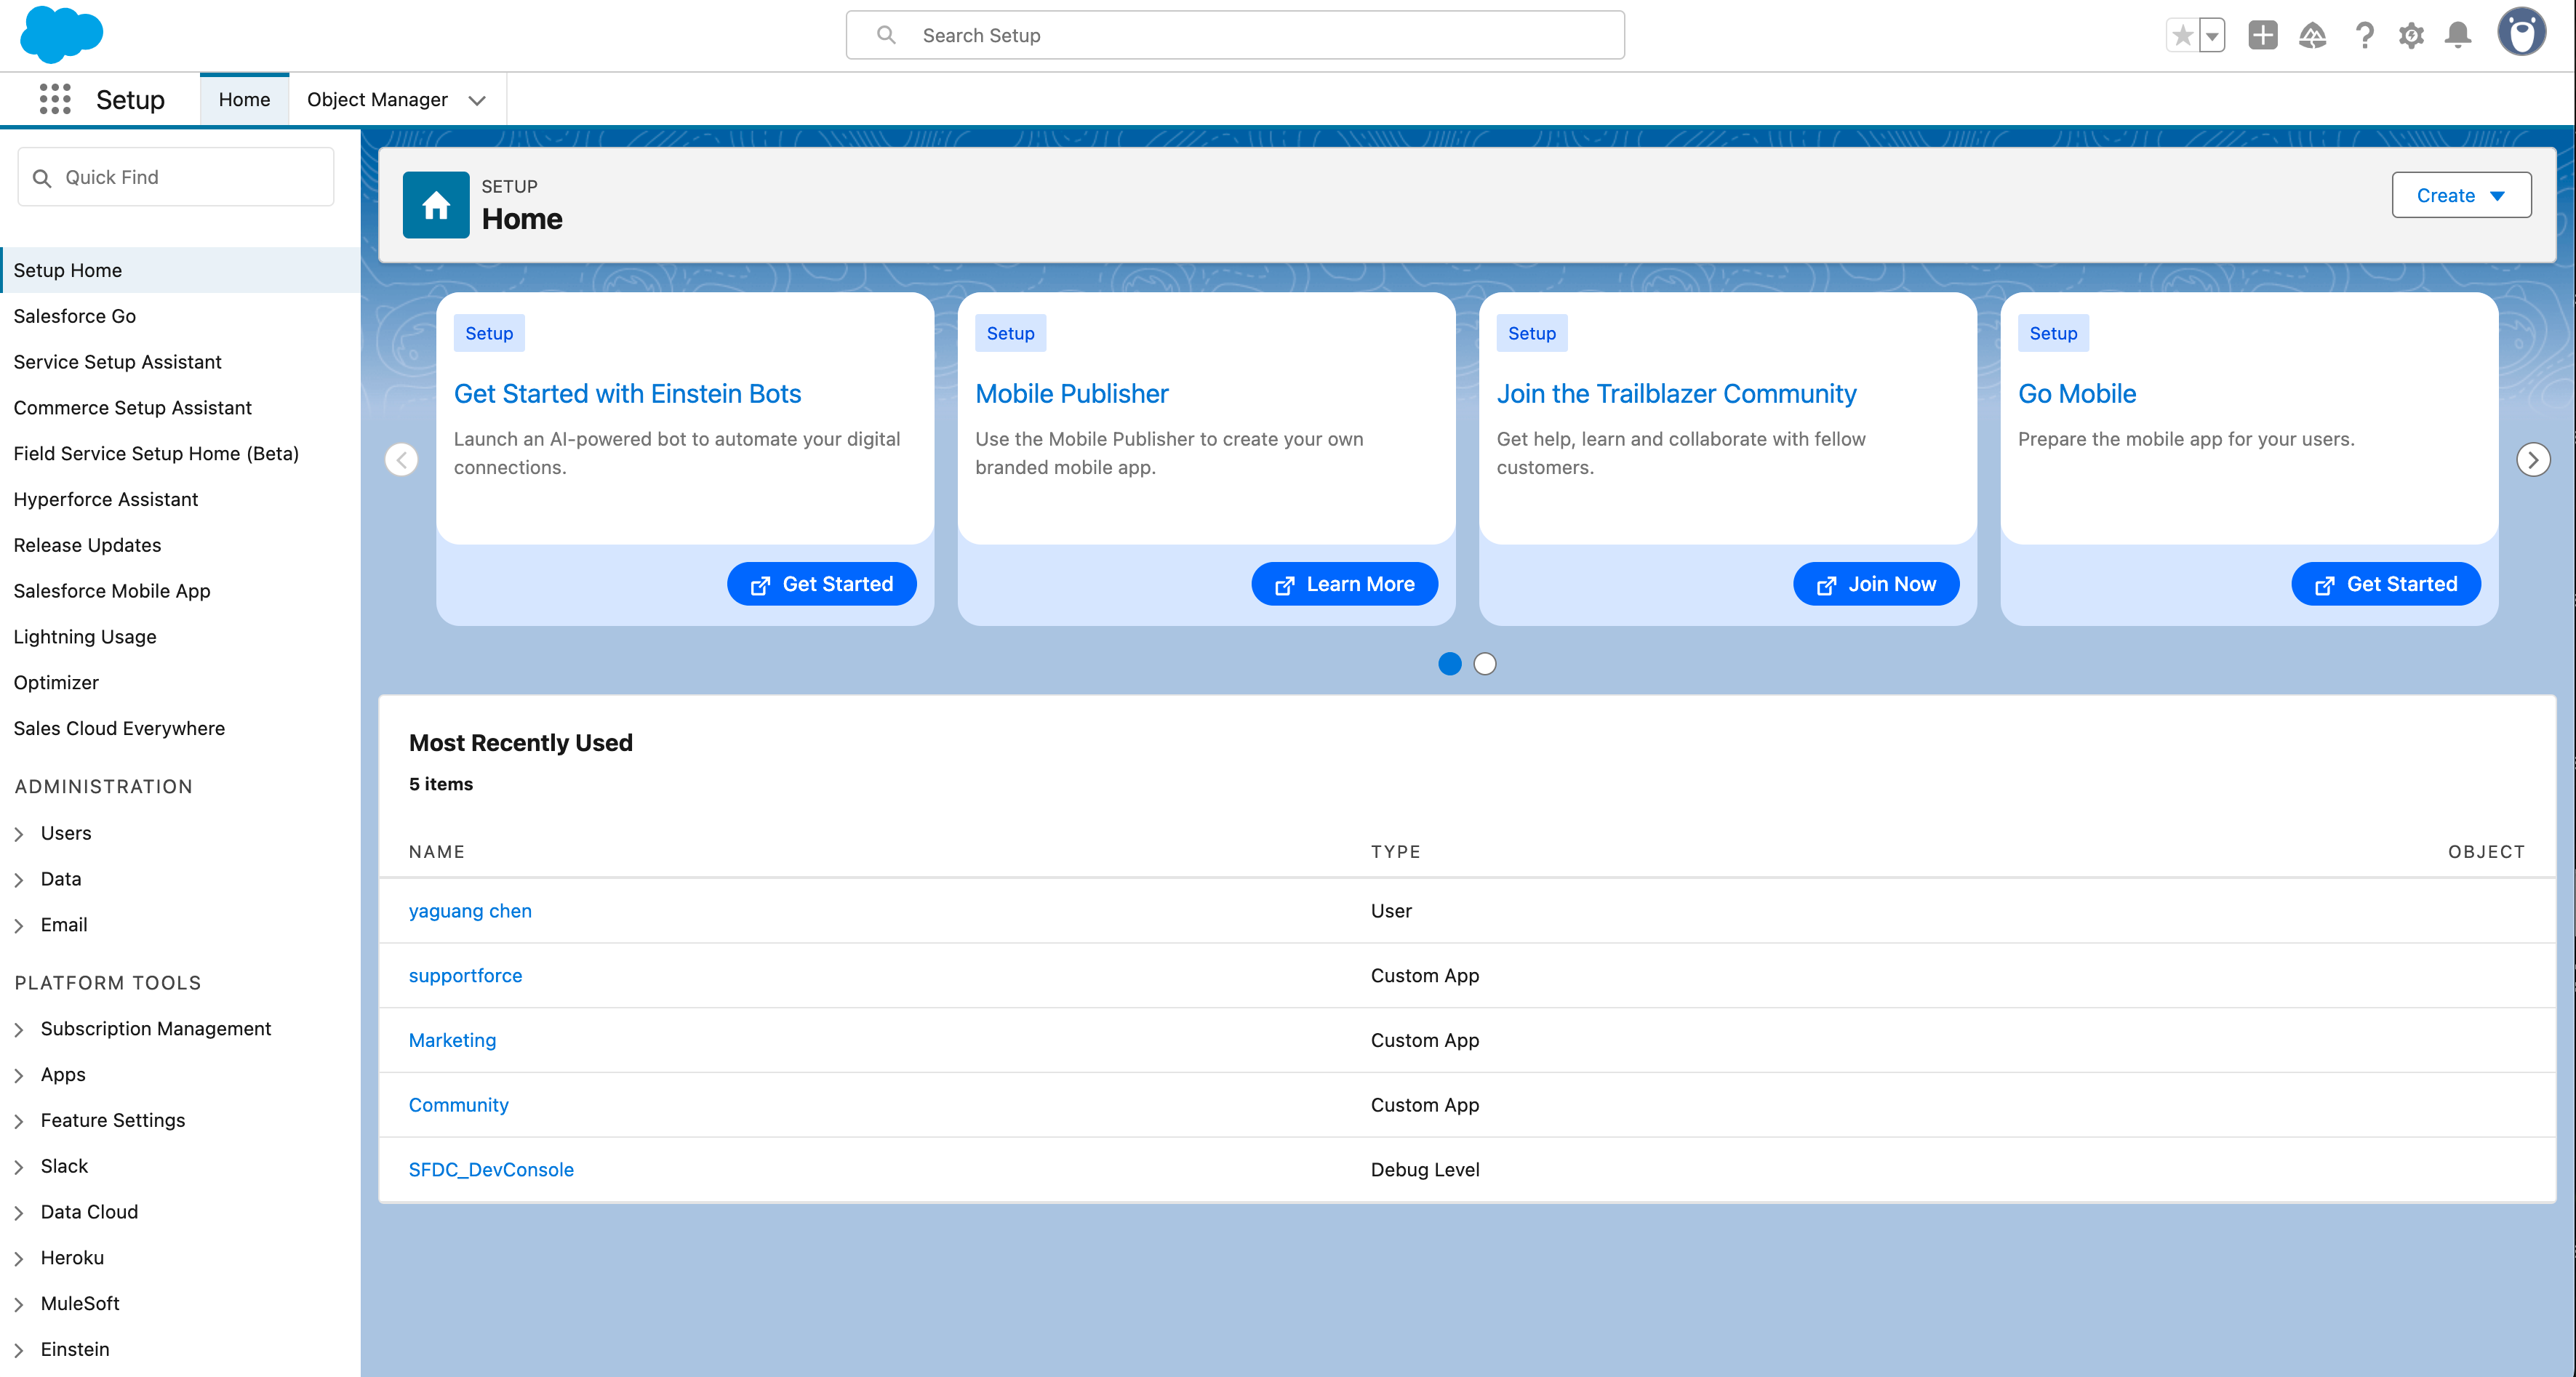 Search Setup
Setup
Home
Object Manager
Quick Find
Setup Home
Salesforce Go
Service Setup Assistant
Commerce Setup Assistant
Field Service Setup Home (Beta)
Hyperforce Assistant
Release Updates
Salesforce Mobile App
Lightning Usage
Optimizer
Sales Cloud Everywhere
ADMINISTRATION
Users
Data
Email
PLATFORM TOOLS
Subscription Management
Apps
Feature Settings
Slack
Data Cloud
Heroku
MuleSoft
Einstein
SETUP
Home
Create
Setup
Get Started with Einstein Bots
Launch an AI-powered bot to automate your digital
connections.
Get Started
Setup
Mobile Publisher
Use the Mobile Publisher to create your own
branded mobile app.
Learn More
Setup
Join the Trailblazer Community
Get help, learn and collaborate with fellow
customers.
Join Now
Setup
Go Mobile
Prepare the mobile app for your users.
Get Started
Most Recently Used
5 items
NAME TYPE OBJECT
yaguang chen User
supportforce Custom App
Marketing Custom App
Community Custom App
SFDC_DevConsole Debug Level